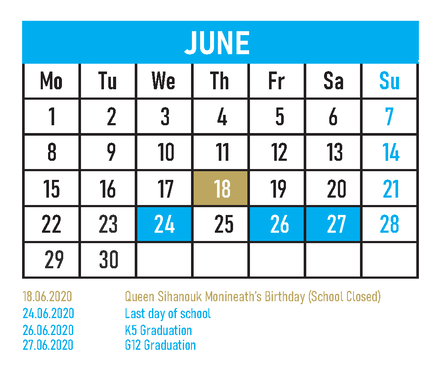 JUNE
Mo Tu We Th Fr Sa Su
1 2 3 4 5 6 7
8 9 10 11 12 13 14
15 16 17 18 19 20 21
22 23 24 25 26 27 28
29 30
18.06.2020 Queen Sihanouk Monineath's Birthday (School Closed)
24.06.2020 Last day of school
26.06.2020 K5 Graduation
27.06.2020 G12 Graduation